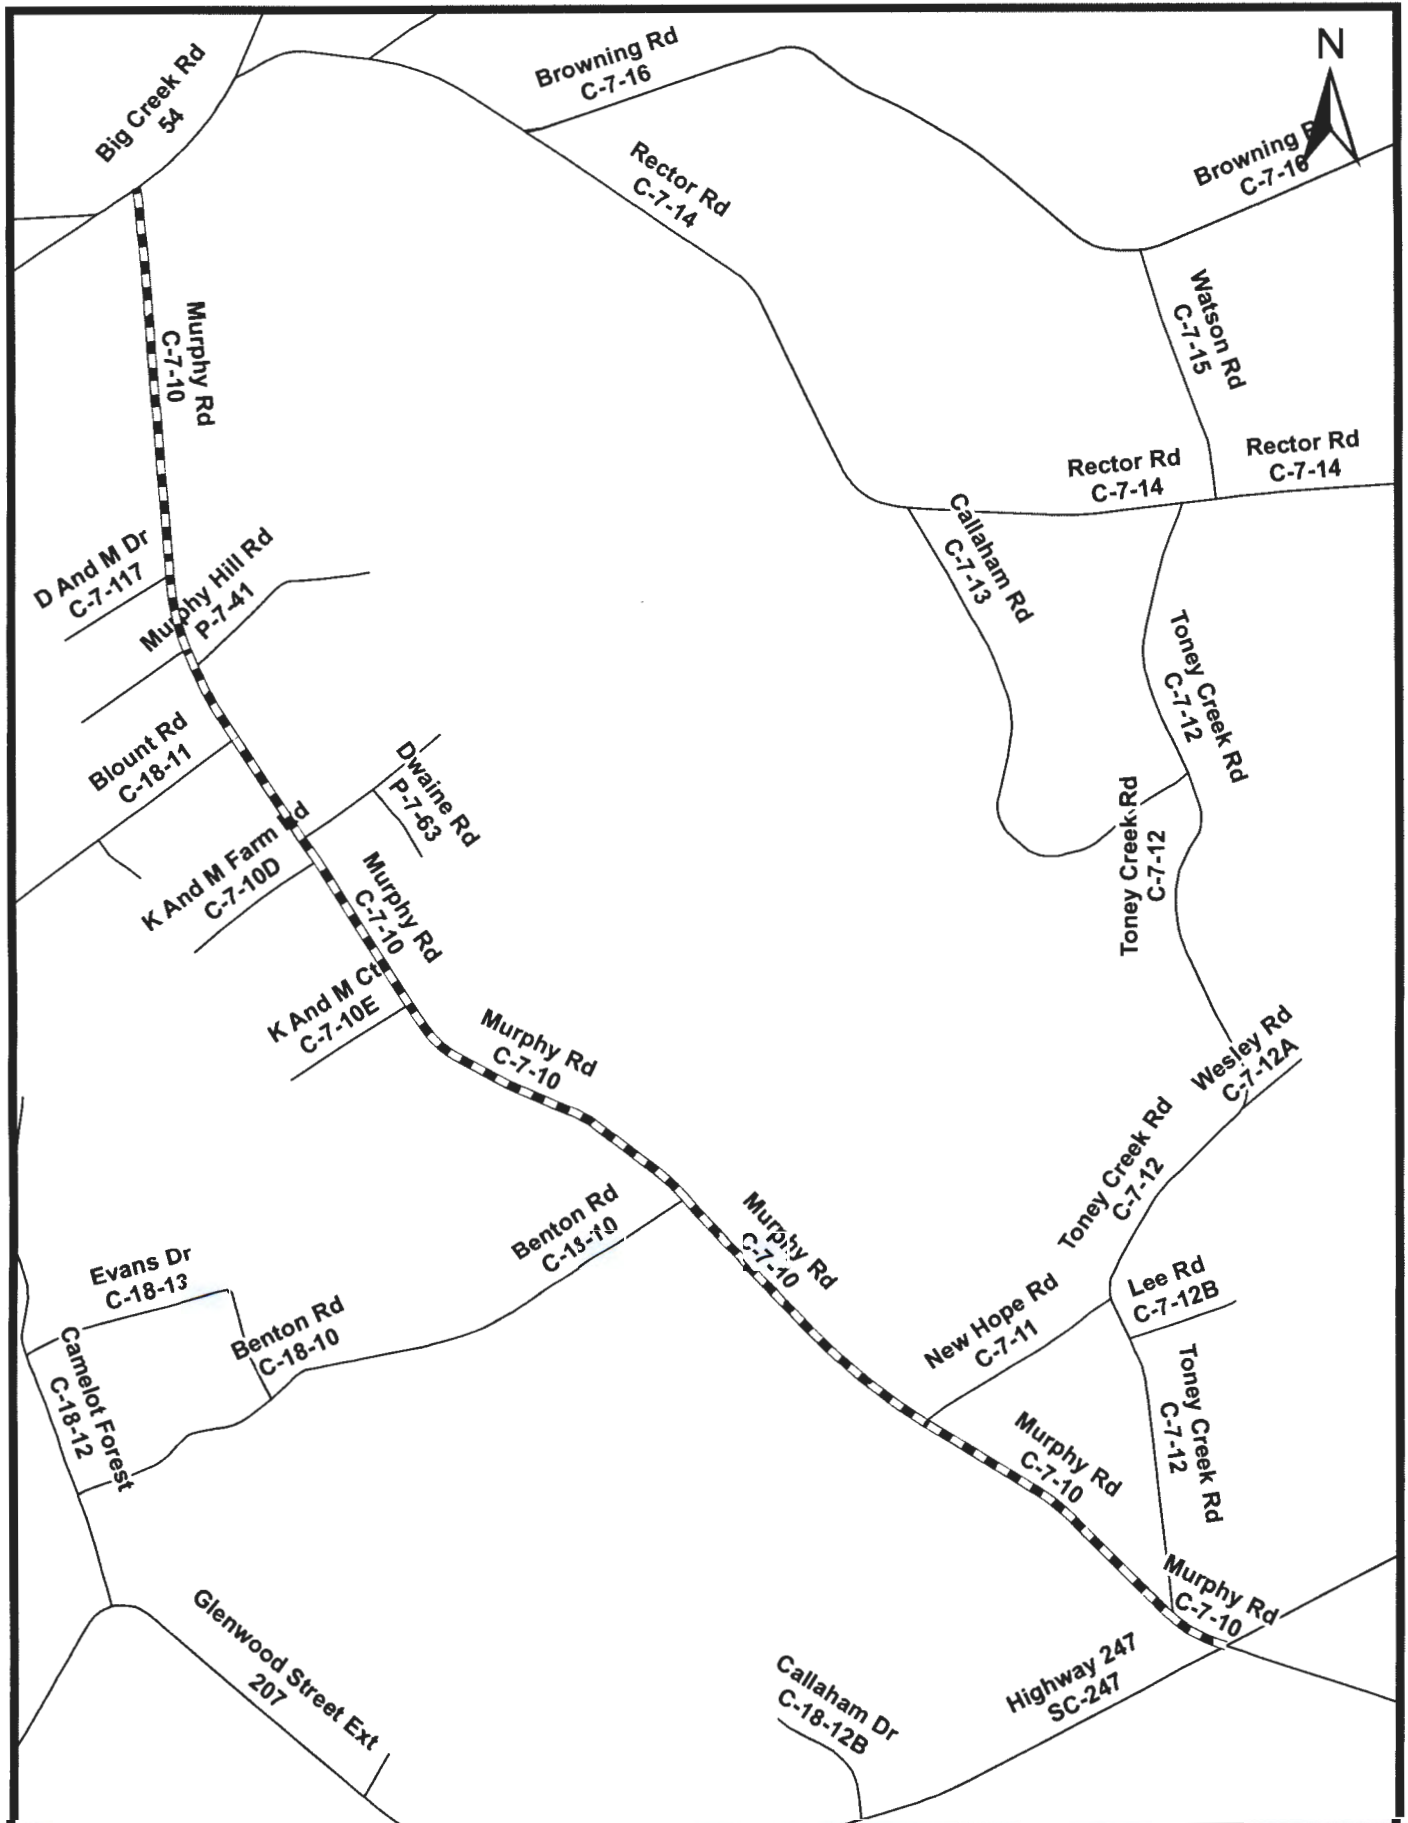 N
Big Creek Rd
54
Browning Rd
C-7-16
Rector Rd
C-7-14
Browning
C-7-16
Murphy Rd
C-7-10
Watson Rd
C-7-15
Rector Rd
C-7-14
Rector Rd
C-7-14
Callaham Rd
C-7-13
D And M Dr
C-7-117
Murphy Hill Rd
P-7-41
Toney Creek Rd
C-7-12
Blount Rd
C-18-11
Dwaine Rd
P-7-63
K And M Farm Rd
C-7-10D
Murphy Rd
C-7-10
Toney Creek Rd
C-7-12
K And M Ct
C-7-10E
Murphy Rd
C-7-10
Wesley Rd
C-7-12A
Toney Creek Rd
C-7-12
Benton Rd
C-18-10
Murphy Rd
C-7-10
Evans Dr
C-18-13
Benton Rd
C-18-10
Lee Rd
C-7-12B
New Hope Rd
C-7-11
Camelot Forest
C-18-12
Toney Creek Rd
C-7-12
Murphy Rd
C-7-10
Murphy Rd
C-7-10
Glenwood Street Ext
207
Callaham Dr
C-18-12B
Highway 247
SC-247